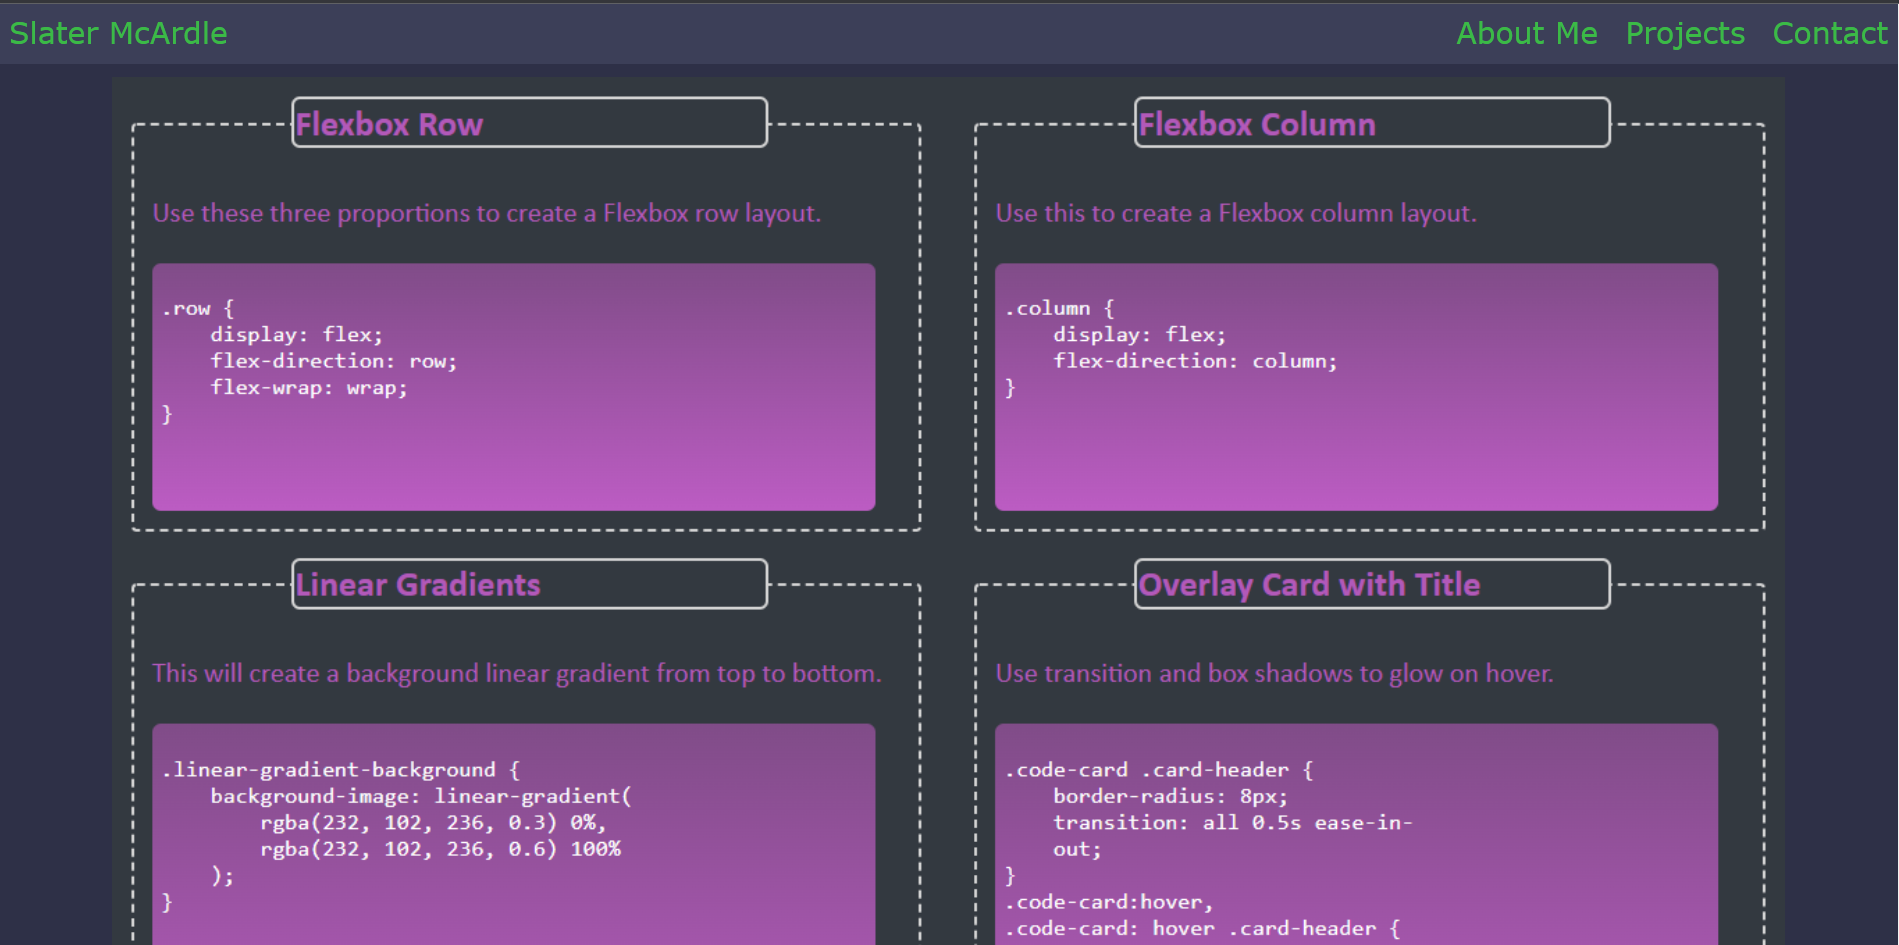 Slater McArdle
About Me Projects Contact
Flexbox Row
Use these three proportions to create a Flexbox row layout.
.row {
    display: flex;
    flex-direction: row;
    flex-wrap: wrap;
}
Flexbox Column
Use this to create a Flexbox column layout.
.column {
    display: flex;
    flex-direction: column;
}
Linear Gradients
This will create a background linear gradient from top to bottom.
.linear-gradient-background {
    background-image: linear-gradient(
        rgba(232, 102, 236, 0.3) 0%,
        rgba(232, 102, 236, 0.6) 100%
    );
}
Overlay Card with Title
Use transition and box shadows to glow on hover.
.code-card .card-header {
    border-radius: 8px;
    transition: all 0.5s ease-in-
    out;
}
.code-card:hover,
.code-card: hover .card-header {